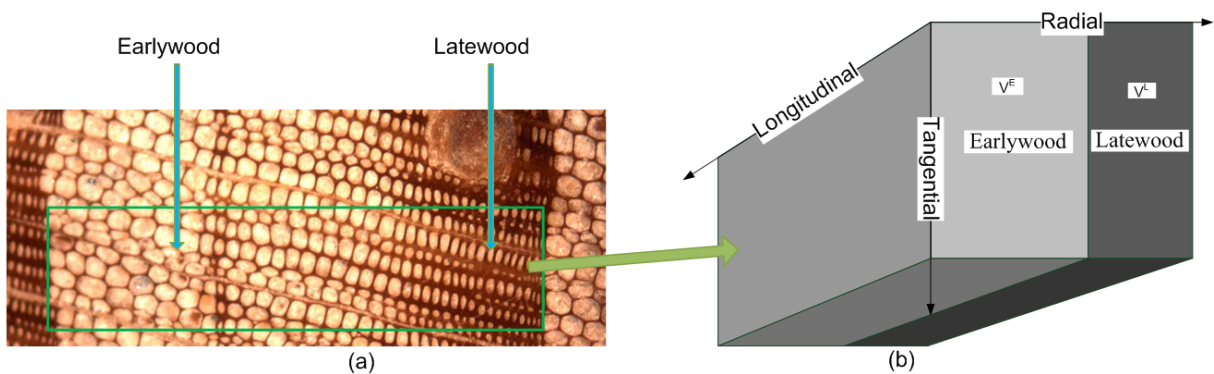 Earlywood
Latewood
(a)
Radial
Longitudinal
Tangential
V^E
V^L
Earlywood
Latewood
(b)